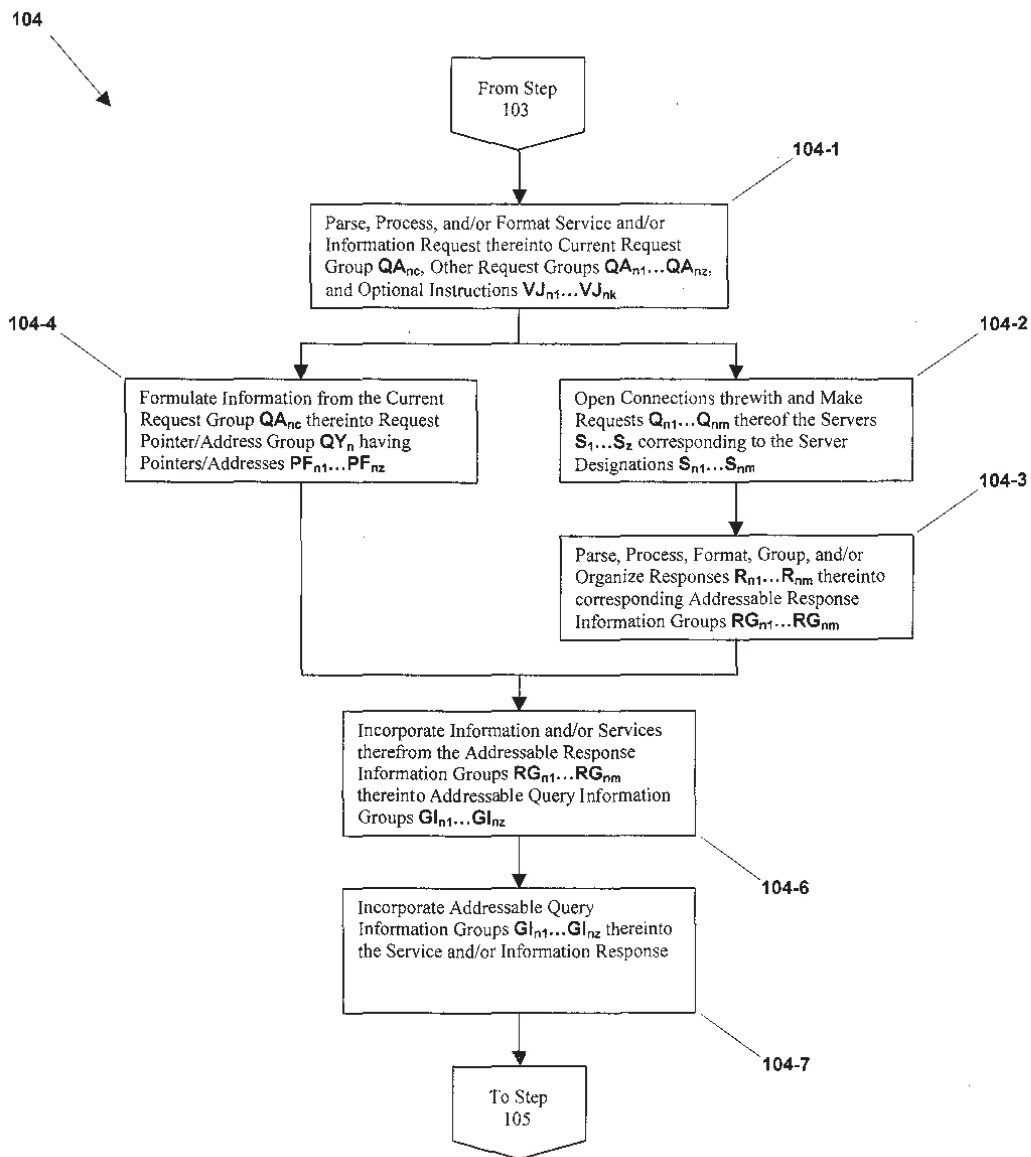 104
From Step
103
104-1
Parse, Process, and/or Format Service and/or
Information Request thereinto Current Request
Group QAnc, Other Request Groups QAn1...QAnz,
and Optional Instructions VJn1...VJnk
104-4
Formulate Information from the Current
Request Group QAnc thereinto Request
Pointer/Address Group QYn having
Pointers/Addresses PFn1...PFnz
104-2
Open Connections threwith and Make
Requests Qn1...Qnm thereof the Servers
S1...Sz corresponding to the Server
Designations Sn1...Snm
104-3
Parse, Process, Format, Group, and/or
Organize Responses Rn1...Rnm thereinto
corresponding Addressable Response
Information Groups RGn1...RGnm
Incorporate Information and/or Services
therefrom the Addressable Response
Information Groups RGn1...RGnm
thereinto Addressable Query Information
Groups GIn1...GInz
104-6
Incorporate Addressable Query
Information Groups GIn1...GInz thereinto
the Service and/or Information Response
104-7
To Step
105